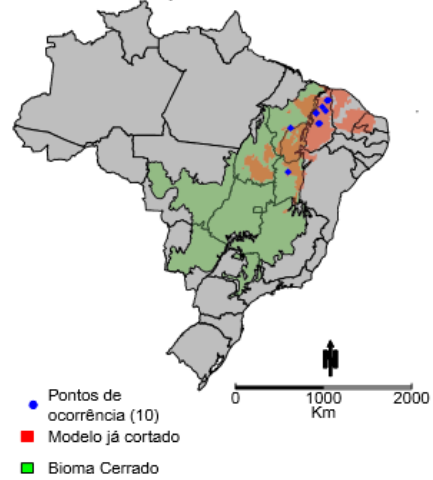 N
0
1000
2000
Km
Pontos de
ocorrência (10)
Modelo já cortado
Bioma Cerrado